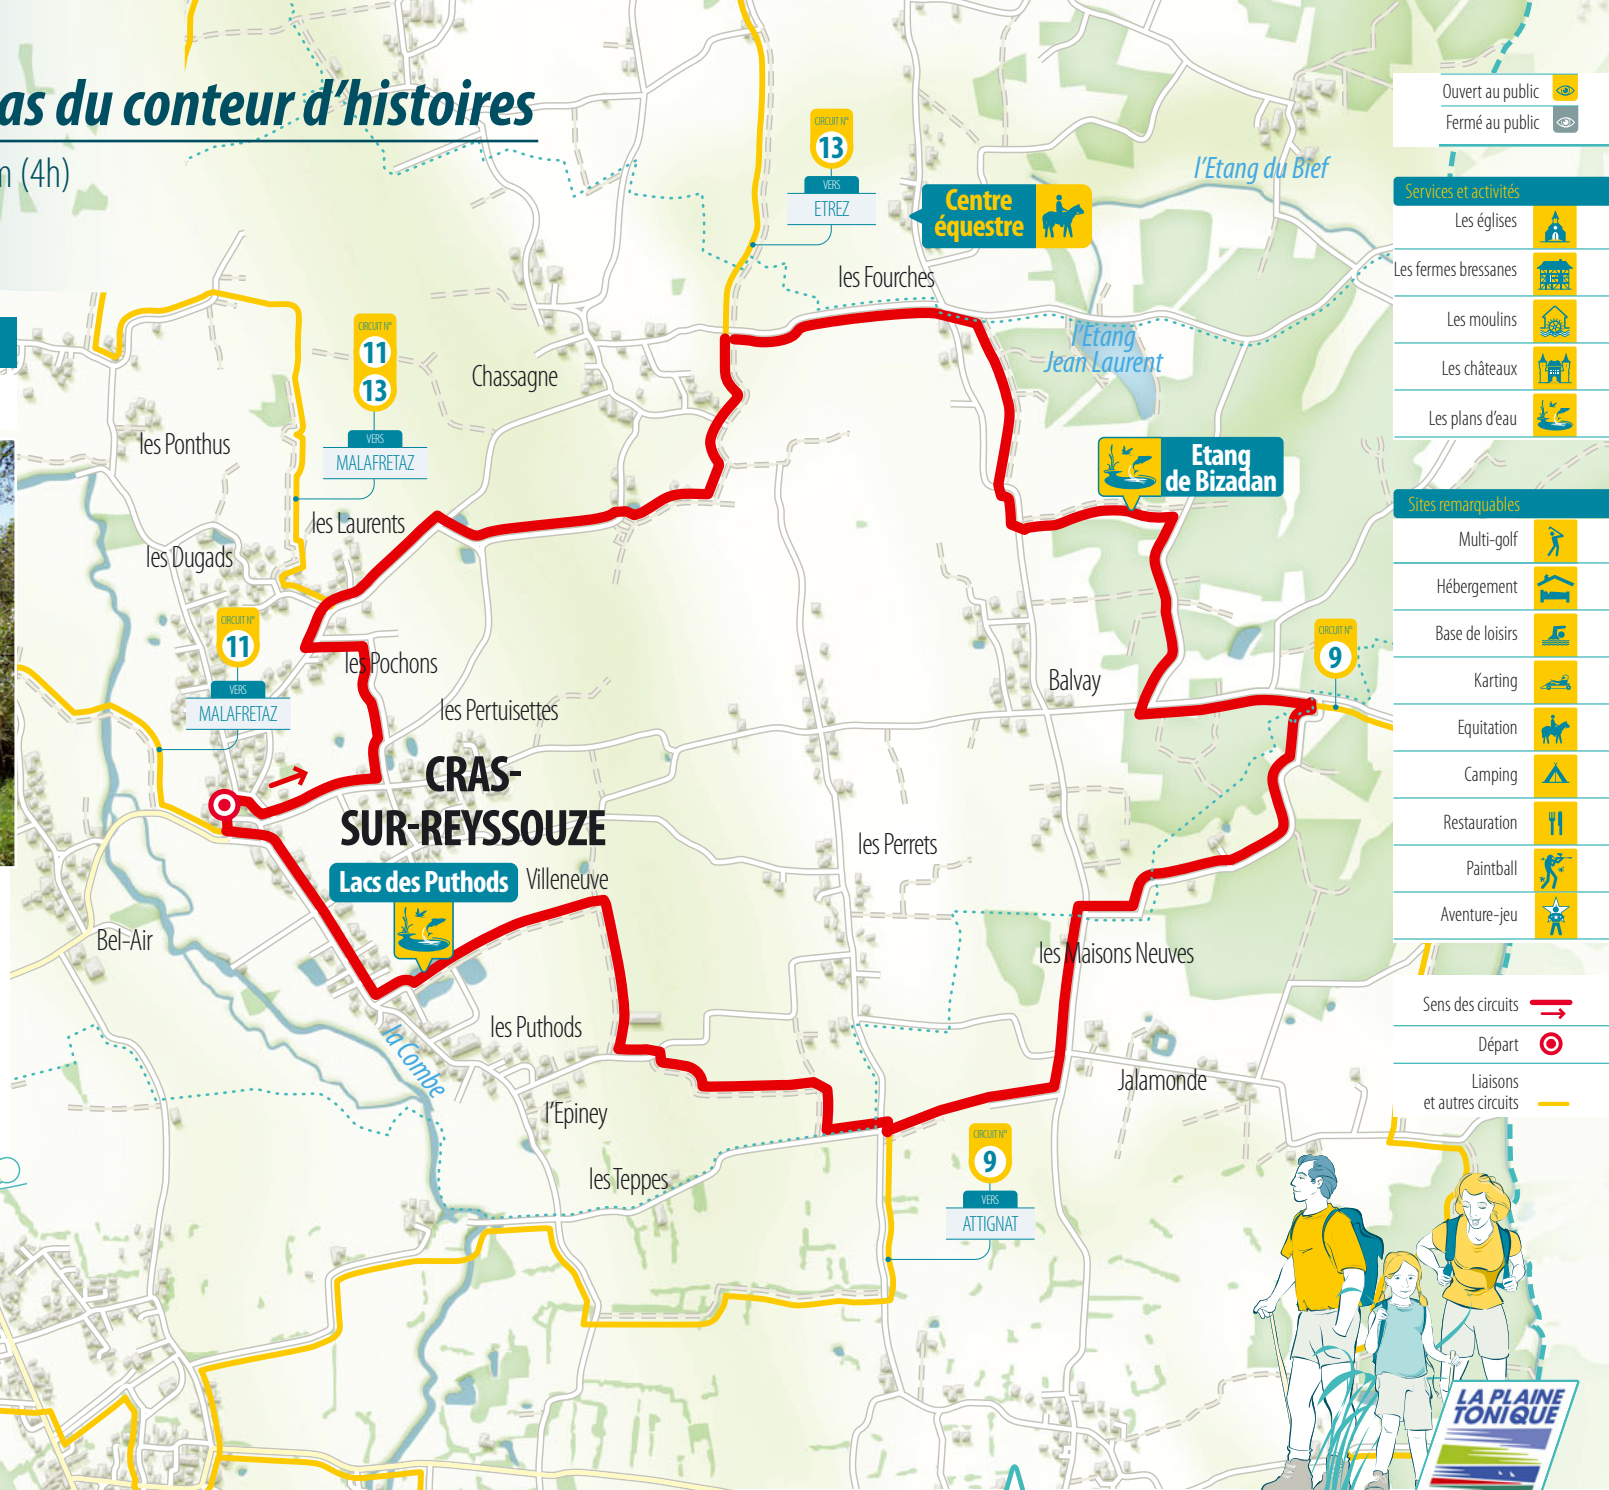 as du conteur d'histoires
m (4h)
CIRCUIT N°
13
VERS
ETREZ
Centre
équestre
l'Etang du Bief
les Fourches
l'Etang
Jean Laurent
CIRCUIT N°
11
13
VERS
MALAFRETAZ
Chassagne
les Ponthus
les Laurents
les Dugads
Etang
de Bizadan
CIRCUIT N°
11
VERS
MALAFRETAZ
les Pochons
les Pertuisettes
Balvay
CIRCUIT N°
9
CRAS-
SUR-REYSSOUZE
les Perrets
Lacs des Puthods
Villeneuve
Bel-Air
les Maisons Neuves
les Puthods
la Combe
Jalamonde
l'Epiney
les Teppes
CIRCUIT N°
9
VERS
ATTIGNAT
Ouvert au public
Fermé au public
Services et activités
Les églises
Les fermes bressanes
Les moulins
Les châteaux
Les plans d'eau
Sites remarquables
Multi-golf
Hébergement
Base de loisirs
Karting
Equitation
Camping
Restauration
Paintball
Aventure-jeu
Sens des circuits
Départ
Liaisons
et autres circuits
LA PLAINE
TONIQUE